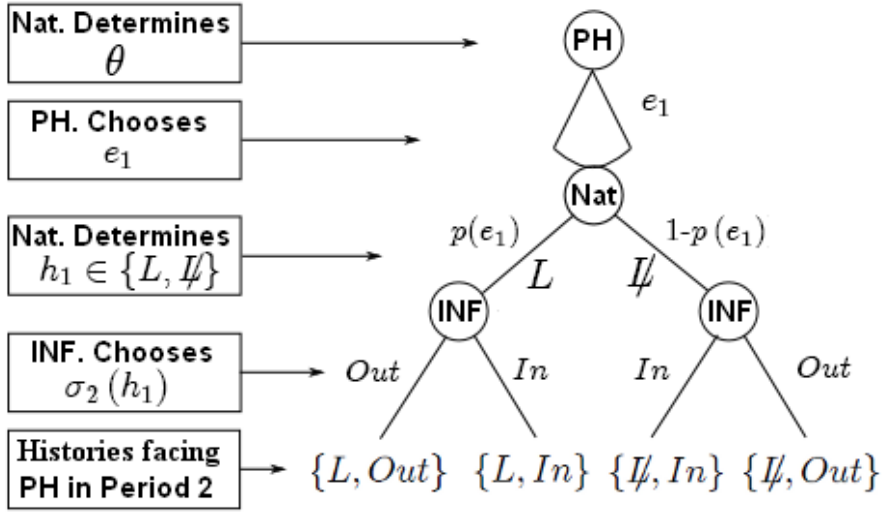 Nat. Determines
θ
PH. Chooses
e₁
Nat. Determines
h₁ ∈ {L, L̸}
INF. Chooses
σ₂ (h₁)
Histories facing
PH in Period 2
PH
e₁
Nat
p(e₁)
1-p (e₁)
L
L̸
INF
INF
Out
In
In
Out
{L, Out}
{L, In}
{L̸, In}
{L̸, Out}